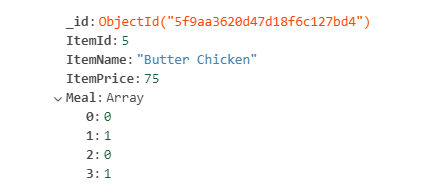 _id: ObjectId("5f9aa3620d47d18f6c127bd4")
ItemId: 5
ItemName: "Butter Chicken"
ItemPrice: 75
Meal: Array
0: 0
1: 1
2: 0
3: 1